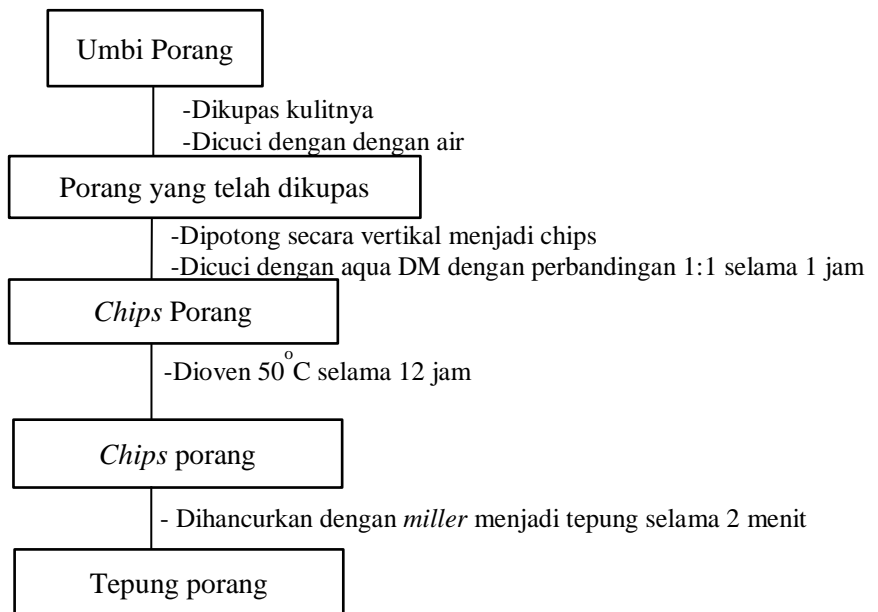 Umbi Porang
-Dikupas kulitnya
-Dicuci dengan dengan air
Porang yang telah dikupas
-Dipotong secara vertikal menjadi chips
-Dicuci dengan aqua DM dengan perbandingan 1:1 selama 1 jam
Chips Porang
-Dioven 50°C selama 12 jam
Chips porang
- Dihancurkan dengan miller menjadi tepung selama 2 menit
Tepung porang